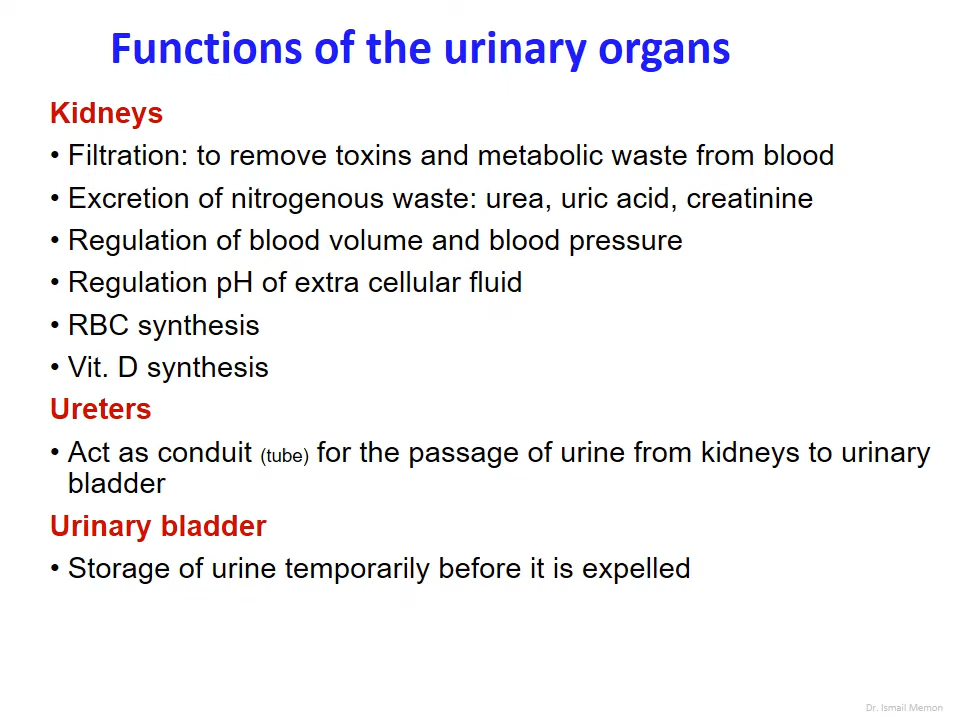 Functions of the urinary organs
Kidneys
• Filtration: to remove toxins and metabolic waste from blood
• Excretion of nitrogenous waste: urea, uric acid, creatinine
• Regulation of blood volume and blood pressure
• Regulation pH of extra cellular fluid
• RBC synthesis
• Vit. D synthesis
Ureters
• Act as conduit (tube) for the passage of urine from kidneys to urinary
bladder
Urinary bladder
• Storage of urine temporarily before it is expelled
Dr. Ismail Memon